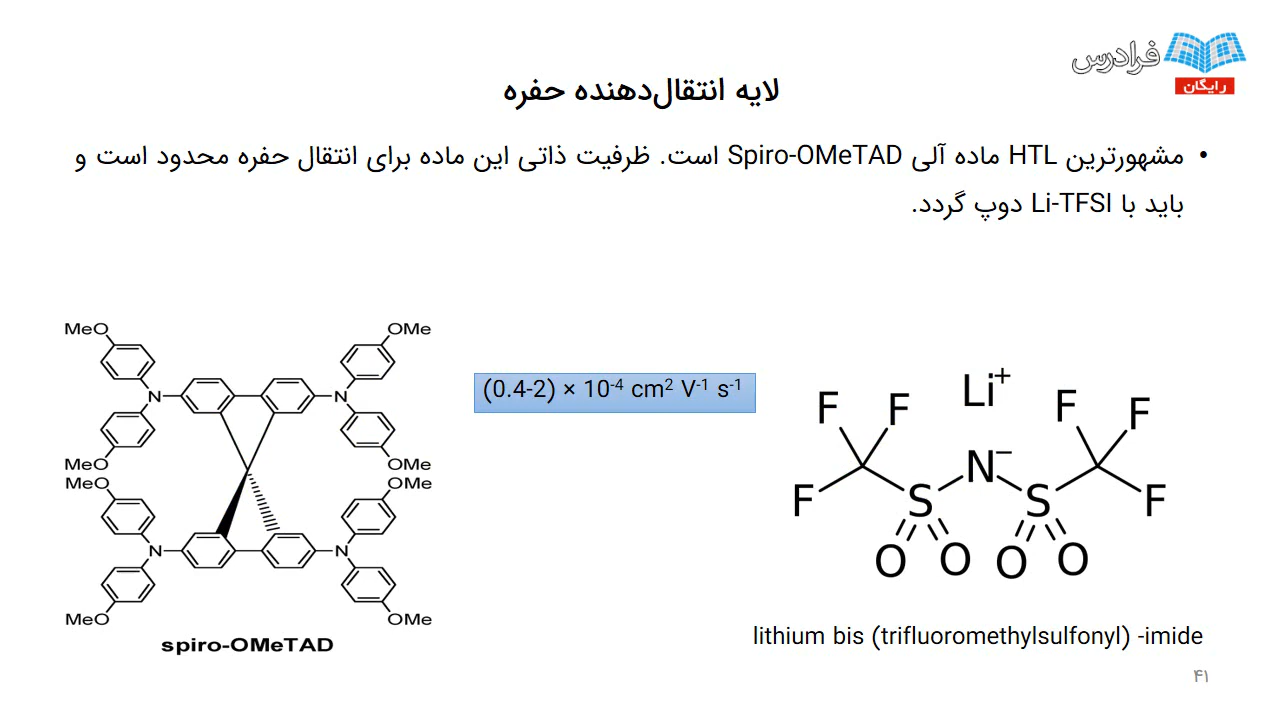 فرادرس
رایگان
لایه انتقال‌دهنده حفره
• مشهورترین HTL ماده آلی Spiro-OMeTAD است. ظرفیت ذاتی این ماده برای انتقال حفره محدود است و
باید با Li-TFSI دوپ گردد.
MeO OMe
N N
MeO OMe
MeO OMe
N N
MeO OMe
spiro-OMeTAD
(0.4-2) × 10⁻⁴ cm² V⁻¹ s⁻¹
Li⁺
F F F F
N⁻
F S S F
O O O O
lithium bis (trifluoromethylsulfonyl) -imide
۴۱